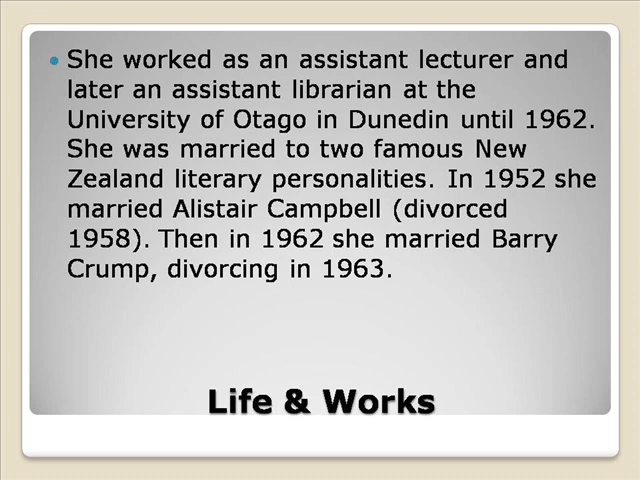 She worked as an assistant lecturer and
later an assistant librarian at the
University of Otago in Dunedin until 1962.
She was married to two famous New
Zealand literary personalities. In 1952 she
married Alistair Campbell (divorced
1958). Then in 1962 she married Barry
Crump, divorcing in 1963.
Life & Works